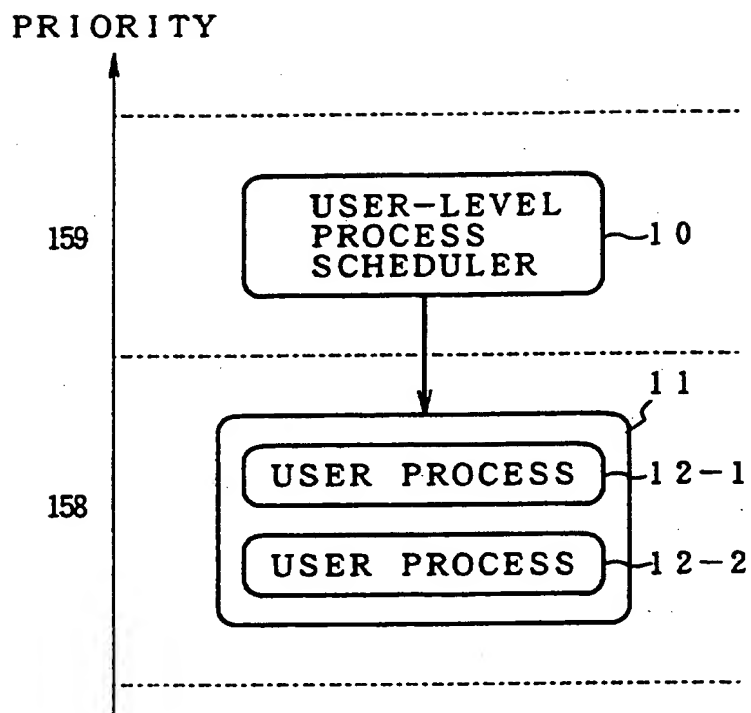 PRIORITY
159
USER-LEVEL
PROCESS
SCHEDULER
10
11
158
USER PROCESS
12-1
USER PROCESS
12-2